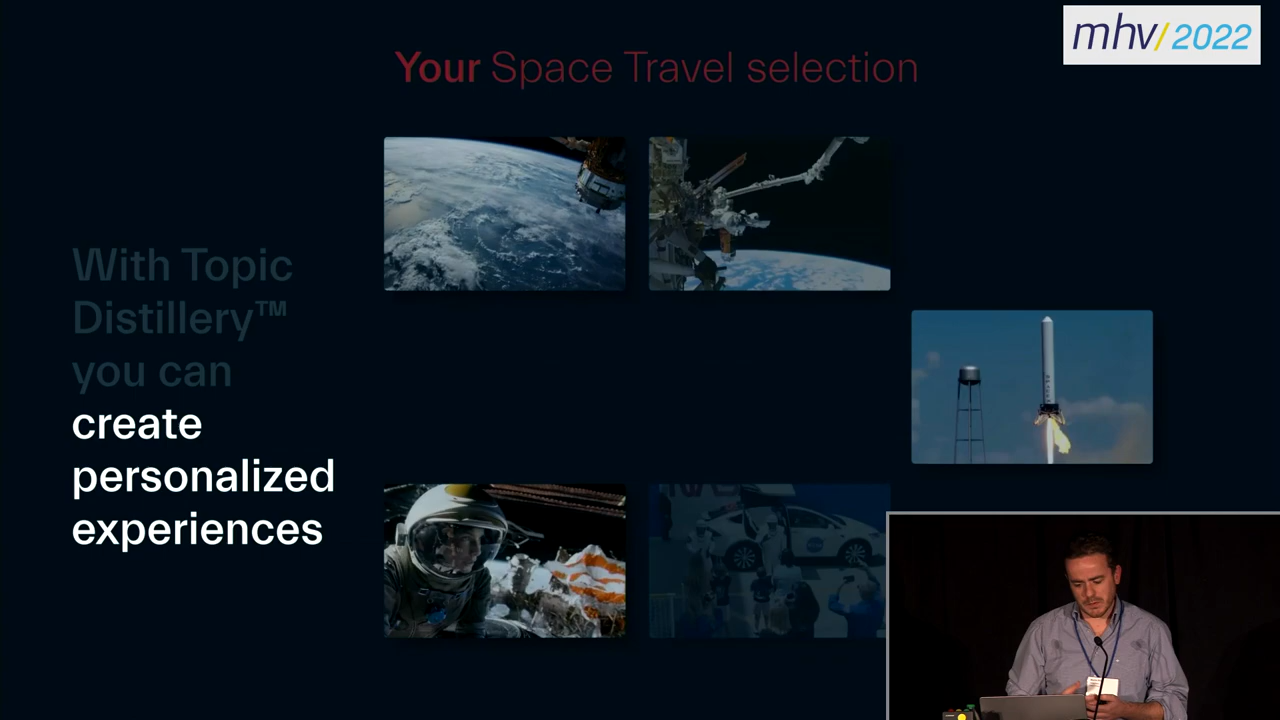 mhv/2022
Your Space Travel selection
With Topic
Distillery™
you can
create
personalized
experiences